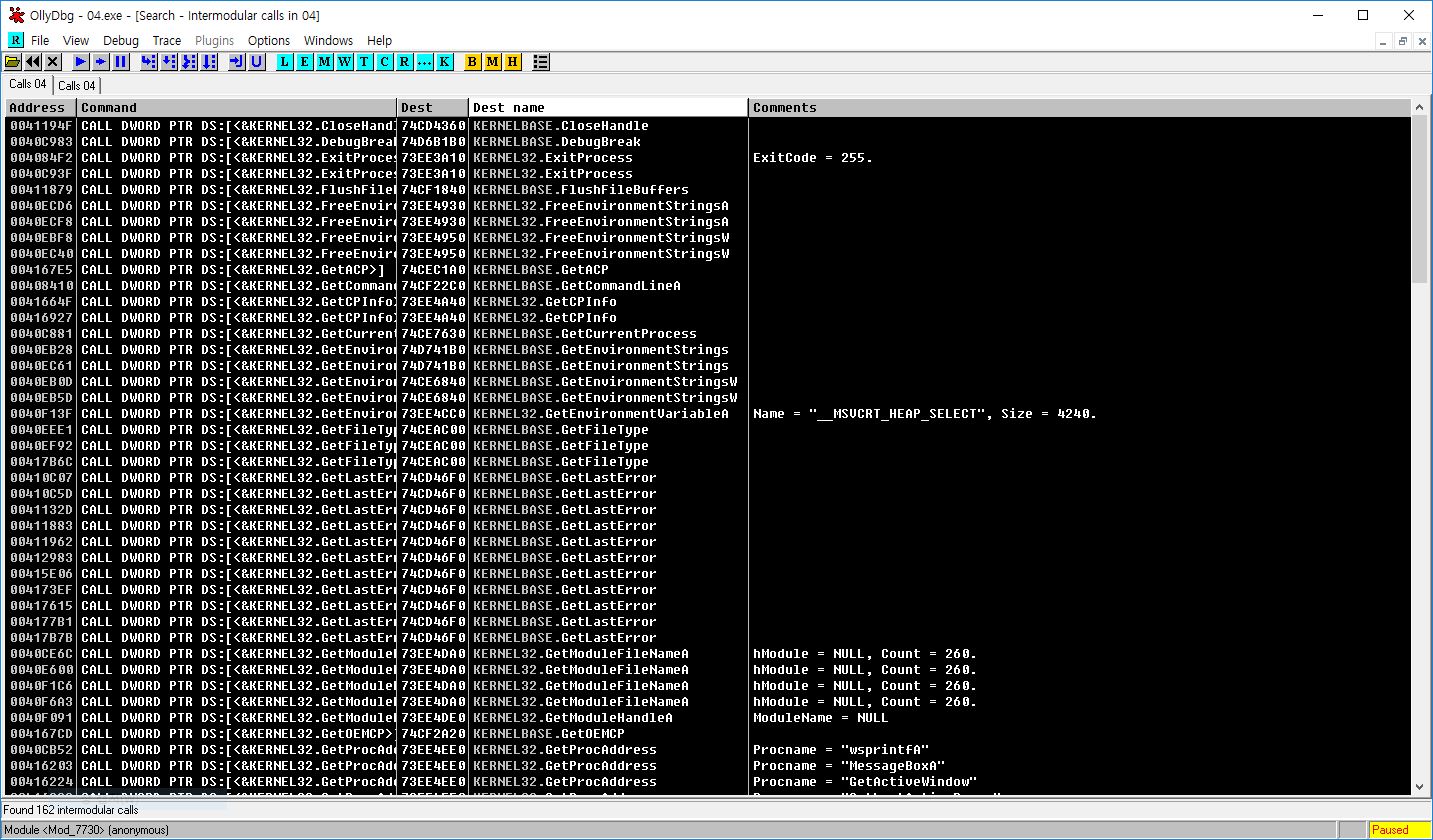 OllyDbg - 04.exe - [Search - Intermodular calls in 04]
R File View Debug Trace Plugins Options Windows Help
L E M W T C R ... K B M H
Calls 04 Calls 04
Address Command Dest Dest name Comments
0041194F CALL DWORD PTR DS:[<&KERNEL32.CloseHand 74CD4360 KERNELBASE.CloseHandle
0040C983 CALL DWORD PTR DS:[<&KERNEL32.DebugBrea 74D6B1B0 KERNELBASE.DebugBreak
004084F2 CALL DWORD PTR DS:[<&KERNEL32.ExitProces 73EE3A10 KERNEL32.ExitProcess ExitCode = 255.
0040C93F CALL DWORD PTR DS:[<&KERNEL32.ExitProces 73EE3A10 KERNEL32.ExitProcess
00411879 CALL DWORD PTR DS:[<&KERNEL32.FlushFile 74CF1840 KERNELBASE.FlushFileBuffers
0040ECD6 CALL DWORD PTR DS:[<&KERNEL32.FreeEnviro 73EE4930 KERNEL32.FreeEnvironmentStringsA
0040ECF8 CALL DWORD PTR DS:[<&KERNEL32.FreeEnviro 73EE4930 KERNEL32.FreeEnvironmentStringsA
0040EBF8 CALL DWORD PTR DS:[<&KERNEL32.FreeEnviro 73EE4950 KERNEL32.FreeEnvironmentStringsW
0040EC40 CALL DWORD PTR DS:[<&KERNEL32.FreeEnviro 73EE4950 KERNEL32.FreeEnvironmentStringsW
004167E5 CALL DWORD PTR DS:[<&KERNEL32.GetACP>] 74CEC1A0 KERNELBASE.GetACP
00408410 CALL DWORD PTR DS:[<&KERNEL32.GetComman 74CF22C0 KERNELBASE.GetCommandLineA
0041664F CALL DWORD PTR DS:[<&KERNEL32.GetCPInfo 73EE4A40 KERNEL32.GetCPInfo
00416927 CALL DWORD PTR DS:[<&KERNEL32.GetCPInfo 73EE4A40 KERNEL32.GetCPInfo
0040C881 CALL DWORD PTR DS:[<&KERNEL32.GetCurrent 74CE7630 KERNELBASE.GetCurrentProcess
0040EB28 CALL DWORD PTR DS:[<&KERNEL32.GetEnviron 74D741B0 KERNELBASE.GetEnvironmentStrings
0040EC61 CALL DWORD PTR DS:[<&KERNEL32.GetEnviron 74D741B0 KERNELBASE.GetEnvironmentStrings
0040EB0D CALL DWORD PTR DS:[<&KERNEL32.GetEnviron 74CE6840 KERNELBASE.GetEnvironmentStringsW
0040EB5D CALL DWORD PTR DS:[<&KERNEL32.GetEnviron 74CE6840 KERNELBASE.GetEnvironmentStringsW
0040F13F CALL DWORD PTR DS:[<&KERNEL32.GetEnviron 73EE4CC0 KERNEL32.GetEnvironmentVariableA Name = "__MSVCRT_HEAP_SELECT", Size = 4240.
0040EEE1 CALL DWORD PTR DS:[<&KERNEL32.GetFileTyp 74CEAC00 KERNELBASE.GetFileType
0040EF92 CALL DWORD PTR DS:[<&KERNEL32.GetFileTyp 74CEAC00 KERNELBASE.GetFileType
00417B6C CALL DWORD PTR DS:[<&KERNEL32.GetFileTyp 74CEAC00 KERNELBASE.GetFileType
00410C07 CALL DWORD PTR DS:[<&KERNEL32.GetLastErr 74CD46F0 KERNELBASE.GetLastError
00410C5D CALL DWORD PTR DS:[<&KERNEL32.GetLastErr 74CD46F0 KERNELBASE.GetLastError
0041132D CALL DWORD PTR DS:[<&KERNEL32.GetLastErr 74CD46F0 KERNELBASE.GetLastError
00411883 CALL DWORD PTR DS:[<&KERNEL32.GetLastErr 74CD46F0 KERNELBASE.GetLastError
00411962 CALL DWORD PTR DS:[<&KERNEL32.GetLastErr 74CD46F0 KERNELBASE.GetLastError
00412983 CALL DWORD PTR DS:[<&KERNEL32.GetLastErr 74CD46F0 KERNELBASE.GetLastError
00415E06 CALL DWORD PTR DS:[<&KERNEL32.GetLastErr 74CD46F0 KERNELBASE.GetLastError
004173EF CALL DWORD PTR DS:[<&KERNEL32.GetLastErr 74CD46F0 KERNELBASE.GetLastError
00417615 CALL DWORD PTR DS:[<&KERNEL32.GetLastErr 74CD46F0 KERNELBASE.GetLastError
004177B1 CALL DWORD PTR DS:[<&KERNEL32.GetLastErr 74CD46F0 KERNELBASE.GetLastError
00417B7B CALL DWORD PTR DS:[<&KERNEL32.GetLastErr 74CD46F0 KERNELBASE.GetLastError
0040CE6C CALL DWORD PTR DS:[<&KERNEL32.GetModule 73EE4DA0 KERNEL32.GetModuleFileNameA hModule = NULL, Count = 260.
0040E600 CALL DWORD PTR DS:[<&KERNEL32.GetModule 73EE4DA0 KERNEL32.GetModuleFileNameA hModule = NULL, Count = 260.
0040F1C6 CALL DWORD PTR DS:[<&KERNEL32.GetModule 73EE4DA0 KERNEL32.GetModuleFileNameA hModule = NULL, Count = 260.
0040F6A3 CALL DWORD PTR DS:[<&KERNEL32.GetModule 73EE4DA0 KERNEL32.GetModuleFileNameA hModule = NULL, Count = 260.
0040F091 CALL DWORD PTR DS:[<&KERNEL32.GetModule 73EE4DE0 KERNEL32.GetModuleHandleA ModuleName = NULL
004167CD CALL DWORD PTR DS:[<&KERNEL32.GetOEMCP>] 74CF2A20 KERNELBASE.GetOEMCP
0040CB52 CALL DWORD PTR DS:[<&KERNEL32.GetProcAdd 73EE4EE0 KERNEL32.GetProcAddress Procname = "wsprintfA"
00416203 CALL DWORD PTR DS:[<&KERNEL32.GetProcAdd 73EE4EE0 KERNEL32.GetProcAddress Procname = "MessageBoxA"
00416224 CALL DWORD PTR DS:[<&KERNEL32.GetProcAdd 73EE4EE0 KERNEL32.GetProcAddress Procname = "GetActiveWindow"
Found 162 intermodular calls
Module <Mod_7730> (anonymous) Paused